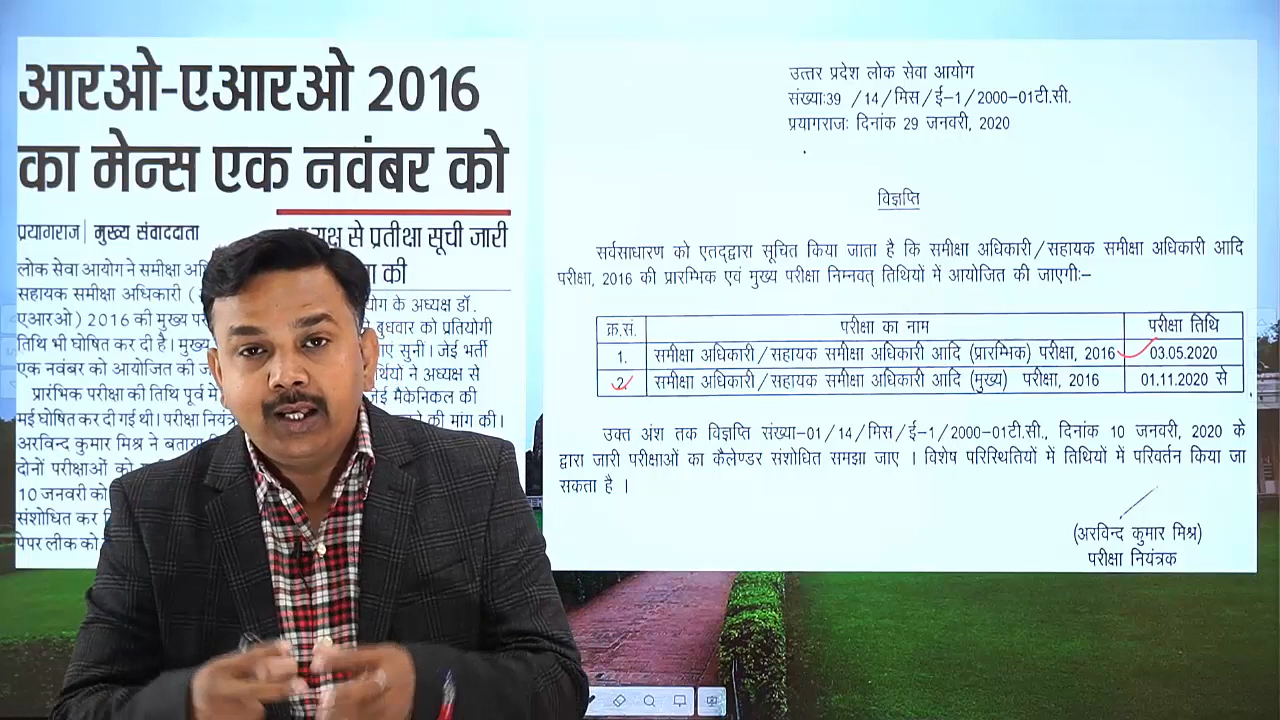 आरओ-एआरओ 2016
का मेन्स एक नवंबर को
प्रयागराज | मुख्य संवाददाता
लोक सेवा आयोग ने समीक्षा
सहायक समीक्षा अधिकारी
एआरओ) 2016 की मुख्य
तिथि भी घोषित कर दी है। मुख्य
एक नवंबर को आयोजित की
प्रारंभिक परीक्षा की तिथि पूर्व में
मई घोषित कर दी गई थी। परीक्षा
अरविन्द कुमार मिश्र ने
दोनों परीक्षाओं को
10 जनवरी को
संशोधित कर
पेपर लीक को
से प्रतीक्षा सूची जारी
की
के अध्यक्ष डॉ.
बुधवार को प्रतियोगी
सुनीं। जेई भर्ती
ने अध्यक्ष से
मैकेनिकल की
की मांग की।
उत्तर प्रदेश लोक सेवा आयोग
संख्याः39 /14/मिस/ई-1/2000-01टी.सी.
प्रयागराजः दिनांक 29 जनवरी, 2020
विज्ञप्ति
सर्वसाधारण को एतद्द्वारा सूचित किया जाता है कि समीक्षा अधिकारी/सहायक समीक्षा अधिकारी आदि
परीक्षा, 2016 की प्रारम्भिक एवं मुख्य परीक्षा निम्नवत् तिथियों में आयोजित की जाएगीः-
क्र.सं. परीक्षा का नाम परीक्षा तिथि
1. समीक्षा अधिकारी/सहायक समीक्षा अधिकारी आदि (प्रारम्भिक) परीक्षा, 2016 03.05.2020
2. समीक्षा अधिकारी/सहायक समीक्षा अधिकारी आदि (मुख्य) परीक्षा, 2016 01.11.2020 से
उक्त अंश तक विज्ञप्ति संख्या-01/14/मिस/ई-1/2000-01टी.सी., दिनांक 10 जनवरी, 2020 के
द्वारा जारी परीक्षाओं का कैलेण्डर संशोधित समझा जाए । विशेष परिस्थितियों में तिथियों में परिवर्तन किया जा
सकता है ।
(अरविन्द कुमार मिश्र)
परीक्षा नियंत्रक